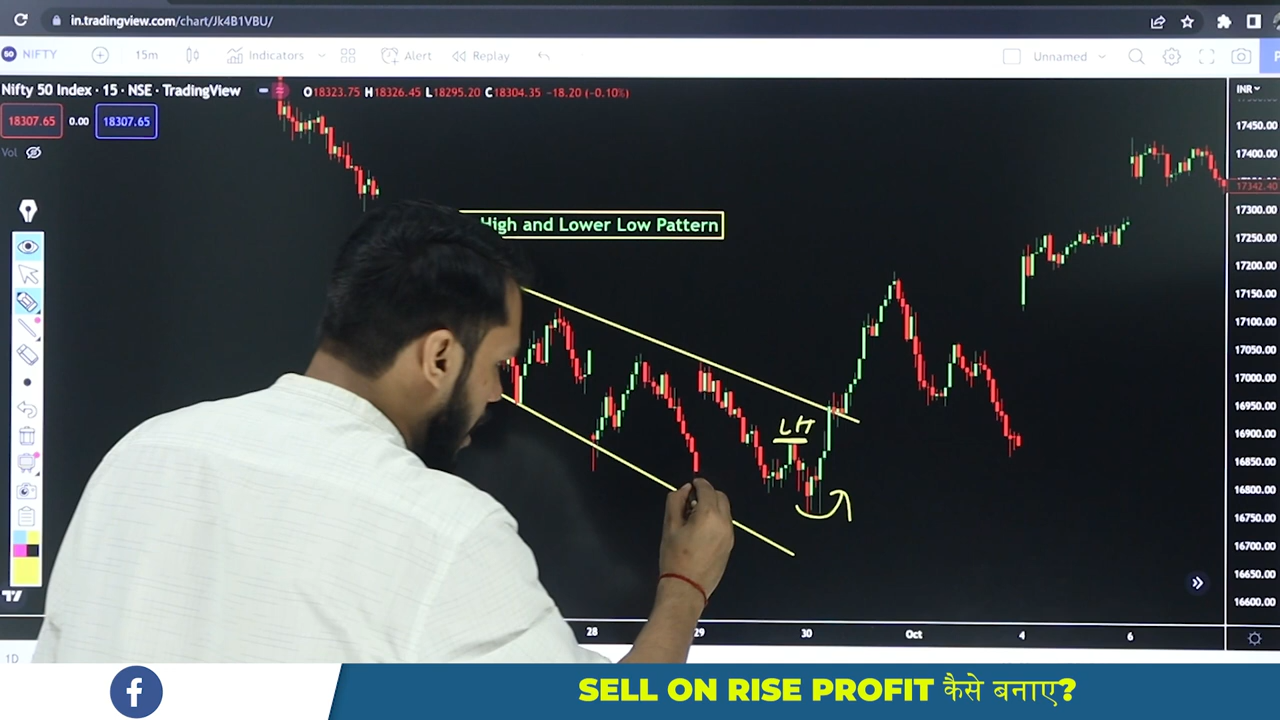 in.tradingview.com/chart/Jk4B1VBU/
50 NIFTY 15m Indicators Alert Replay Unnamed
Nifty 50 Index · 15 · NSE · TradingView O18323.75 H18326.45 L18295.20 C18304.35 -18.20 (-0.10%) INR
18307.65 0.00 18307.65
Vol
High and Lower Low Pattern
17450.00
17400.00
17342.40
17300.00
17250.00
17200.00
17150.00
17100.00
17050.00
17000.00
16950.00
LH
16900.00
16850.00
16800.00
16750.00
16700.00
16650.00
16600.00
28 29 30 Oct 4 6
1D
SELL ON RISE PROFIT कैसे बनाए?